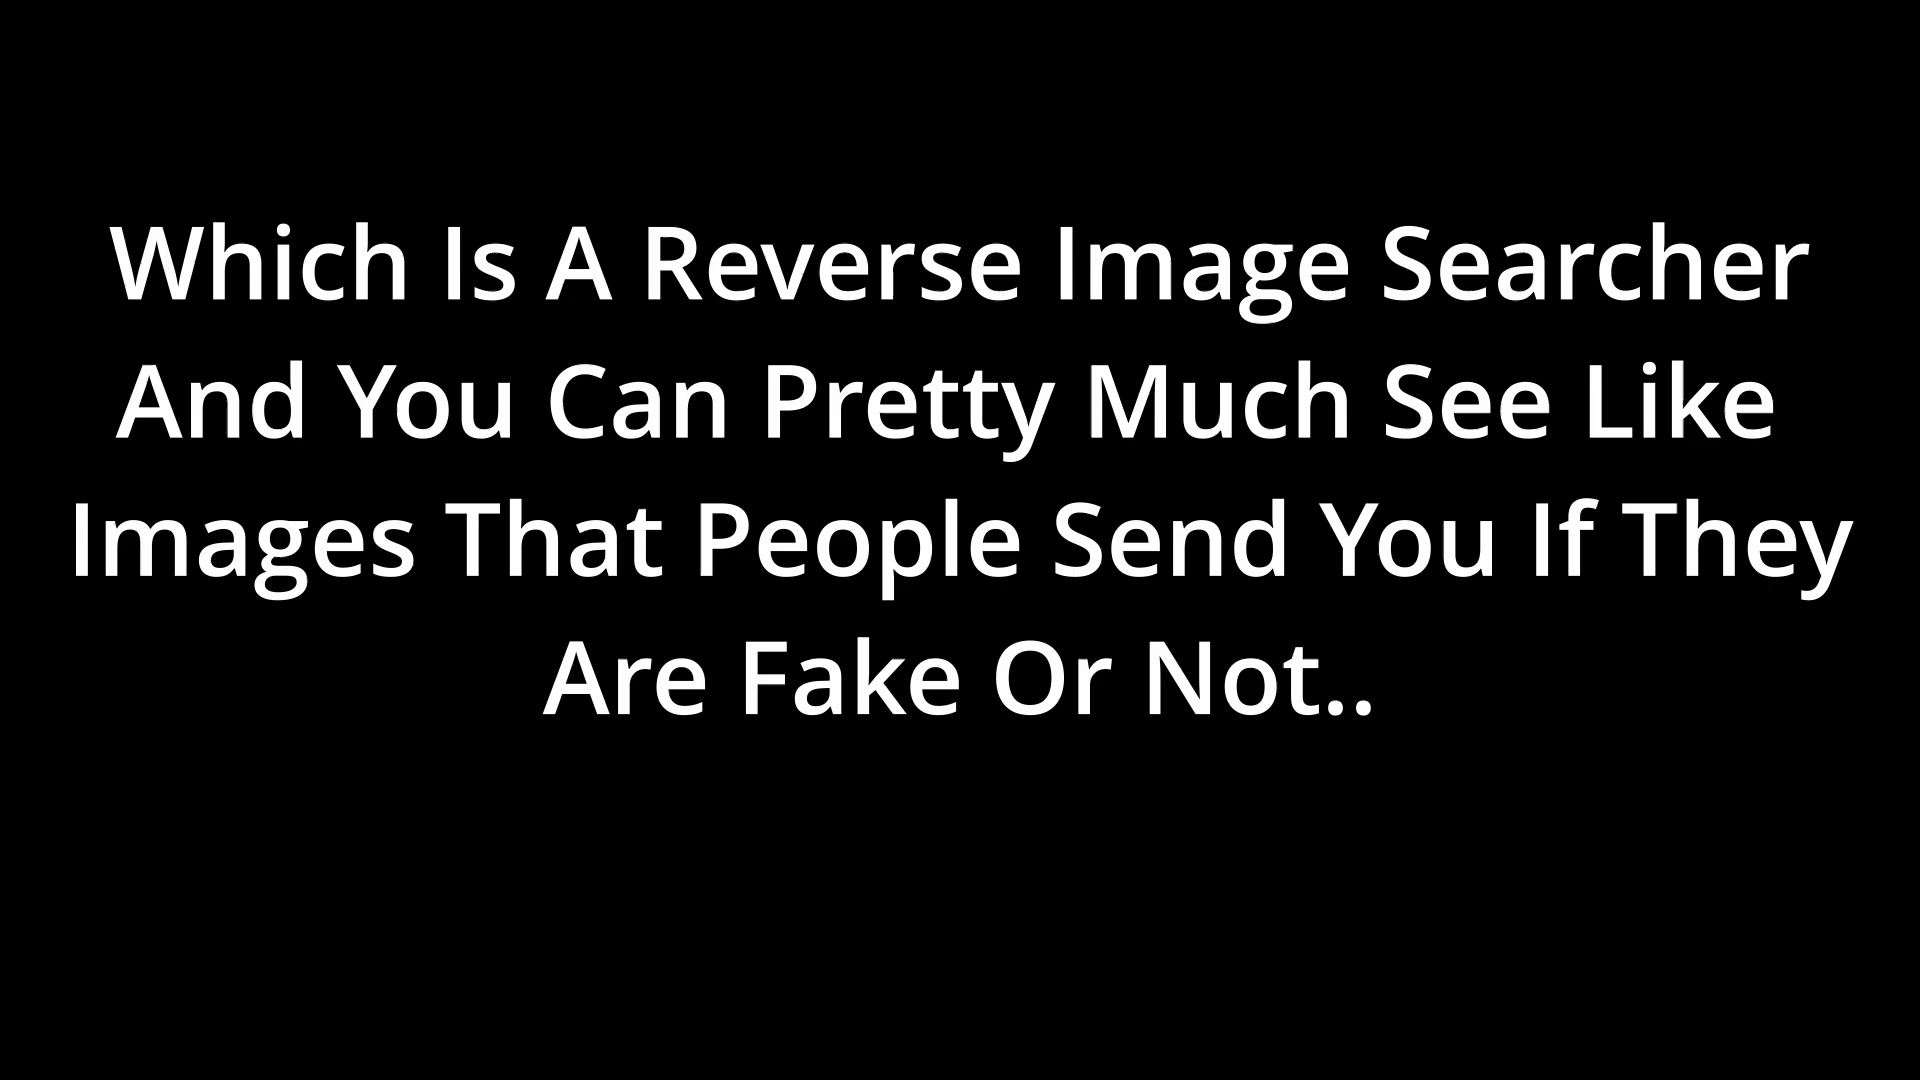 Which Is A Reverse Image Searcher
And You Can Pretty Much See Like
Images That People Send You If They
Are Fake Or Not..